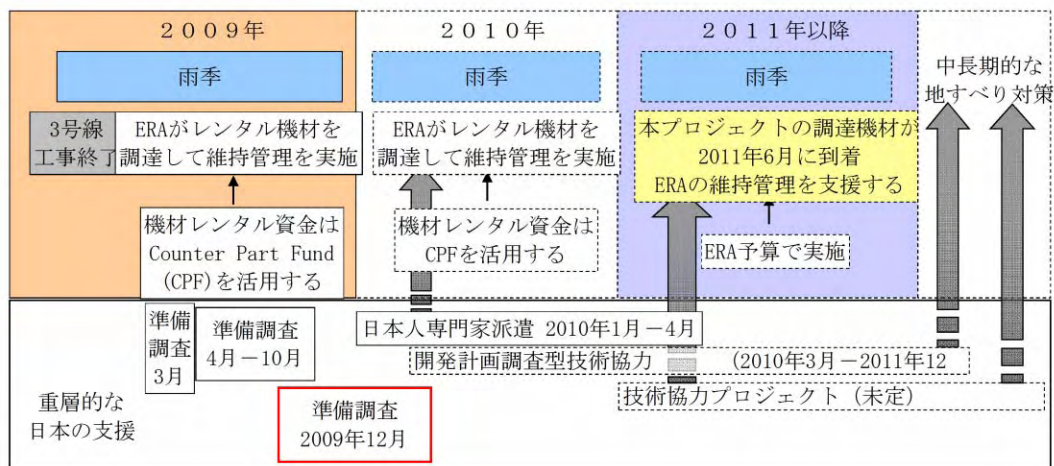 ２００９年
２０１０年
２０１１年以降
雨季
雨季
雨季
中長期的な
地すべり対策
3号線
工事終了
ERAがレンタル機材を
調達して維持管理を実施
ERAがレンタル機材を
調達して維持管理を実施
本プロジェクトの調達機材が
2011年6月に到着
ERAの維持管理を支援する
機材レンタル資金は
Counter Part Fund
(CPF)を活用する
機材レンタル資金は
CPFを活用する
ERA予算で実施
準備
調査
3月
準備調査
4月－10月
日本人専門家派遣 2010年1月－4月
開発計画調査型技術協力 (2010年3月－2011年12
技術協力プロジェクト (未定)
重層的な
日本の支援
準備調査
2009年12月